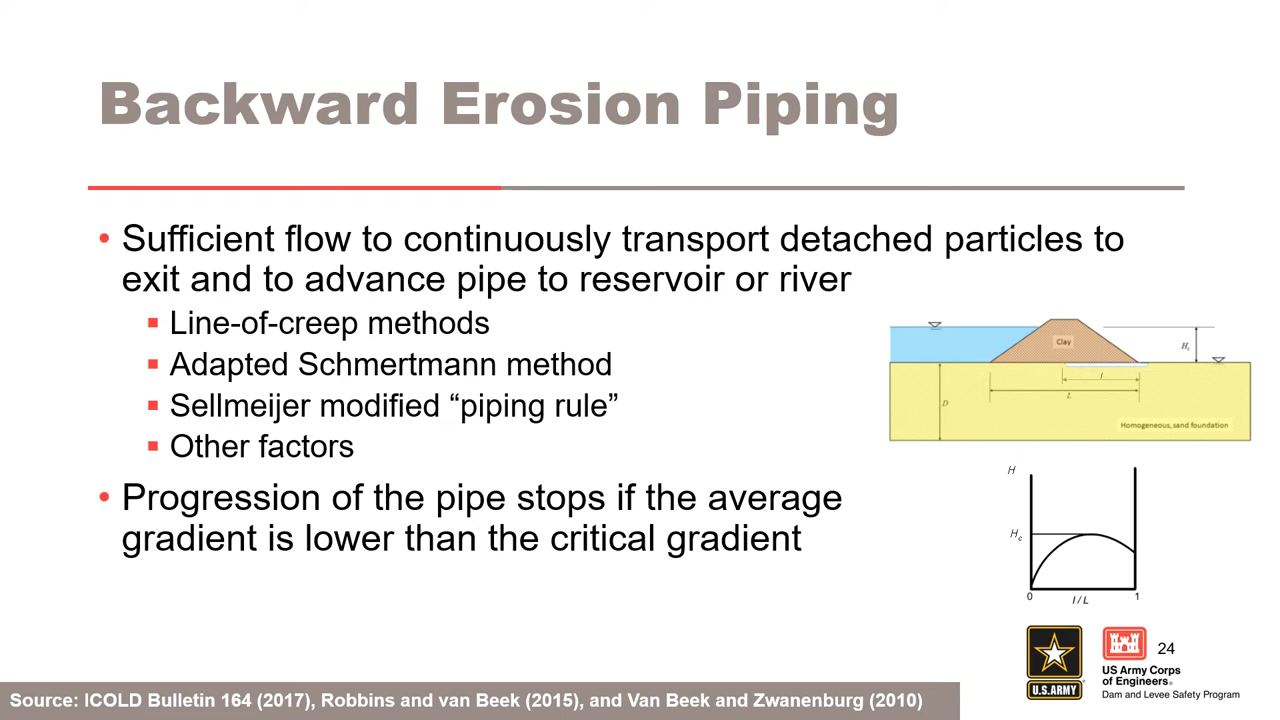 Backward Erosion Piping
• Sufficient flow to continuously transport detached particles to
exit and to advance pipe to reservoir or river
▪ Line-of-creep methods
▪ Adapted Schmertmann method
▪ Sellmeijer modified “piping rule”
▪ Other factors
• Progression of the pipe stops if the average
gradient is lower than the critical gradient
Clay
Hc
l
L
D
Homogeneous, sand foundation
H
Hc
0
l / L
1
U.S.ARMY
24
US Army Corps
of Engineers®
Dam and Levee Safety Program
Source: ICOLD Bulletin 164 (2017), Robbins and van Beek (2015), and Van Beek and Zwanenburg (2010)